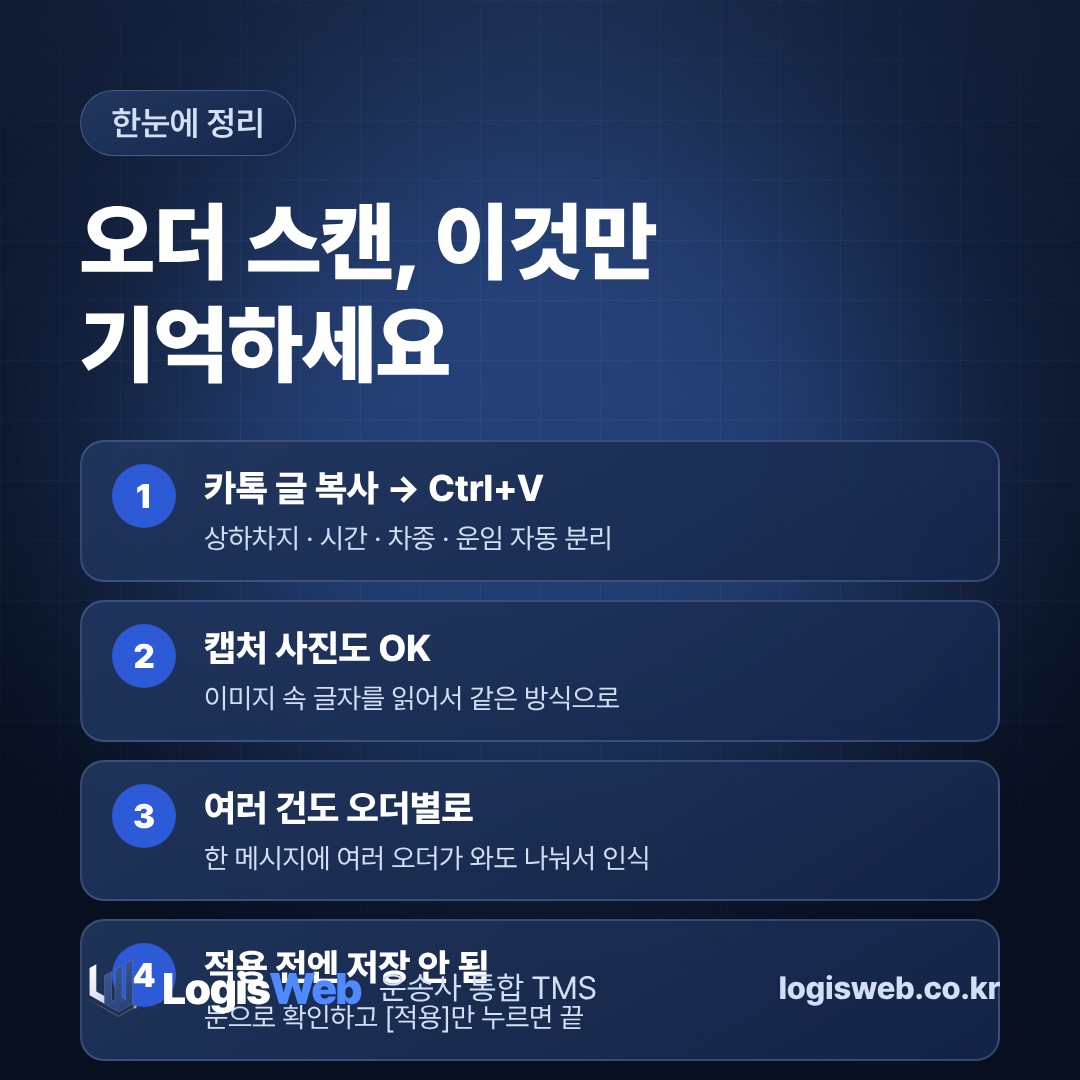 한눈에 정리
오더 스캔, 이것만
기억하세요
1
카톡 글 복사 → Ctrl+V
상하차지 · 시간 · 차종 · 운임 자동 분리
2
캡처 사진도 OK
이미지 속 글자를 읽어서 같은 방식으로
3
여러 건도 오더별로
한 메시지에 여러 오더가 와도 나눠서 인식
4
적용 전엔 저장 안 됨
LogisWeb 운송사 통합 TMS
logisweb.co.kr
눈으로 확인하고 [적용]만 누르면 끝